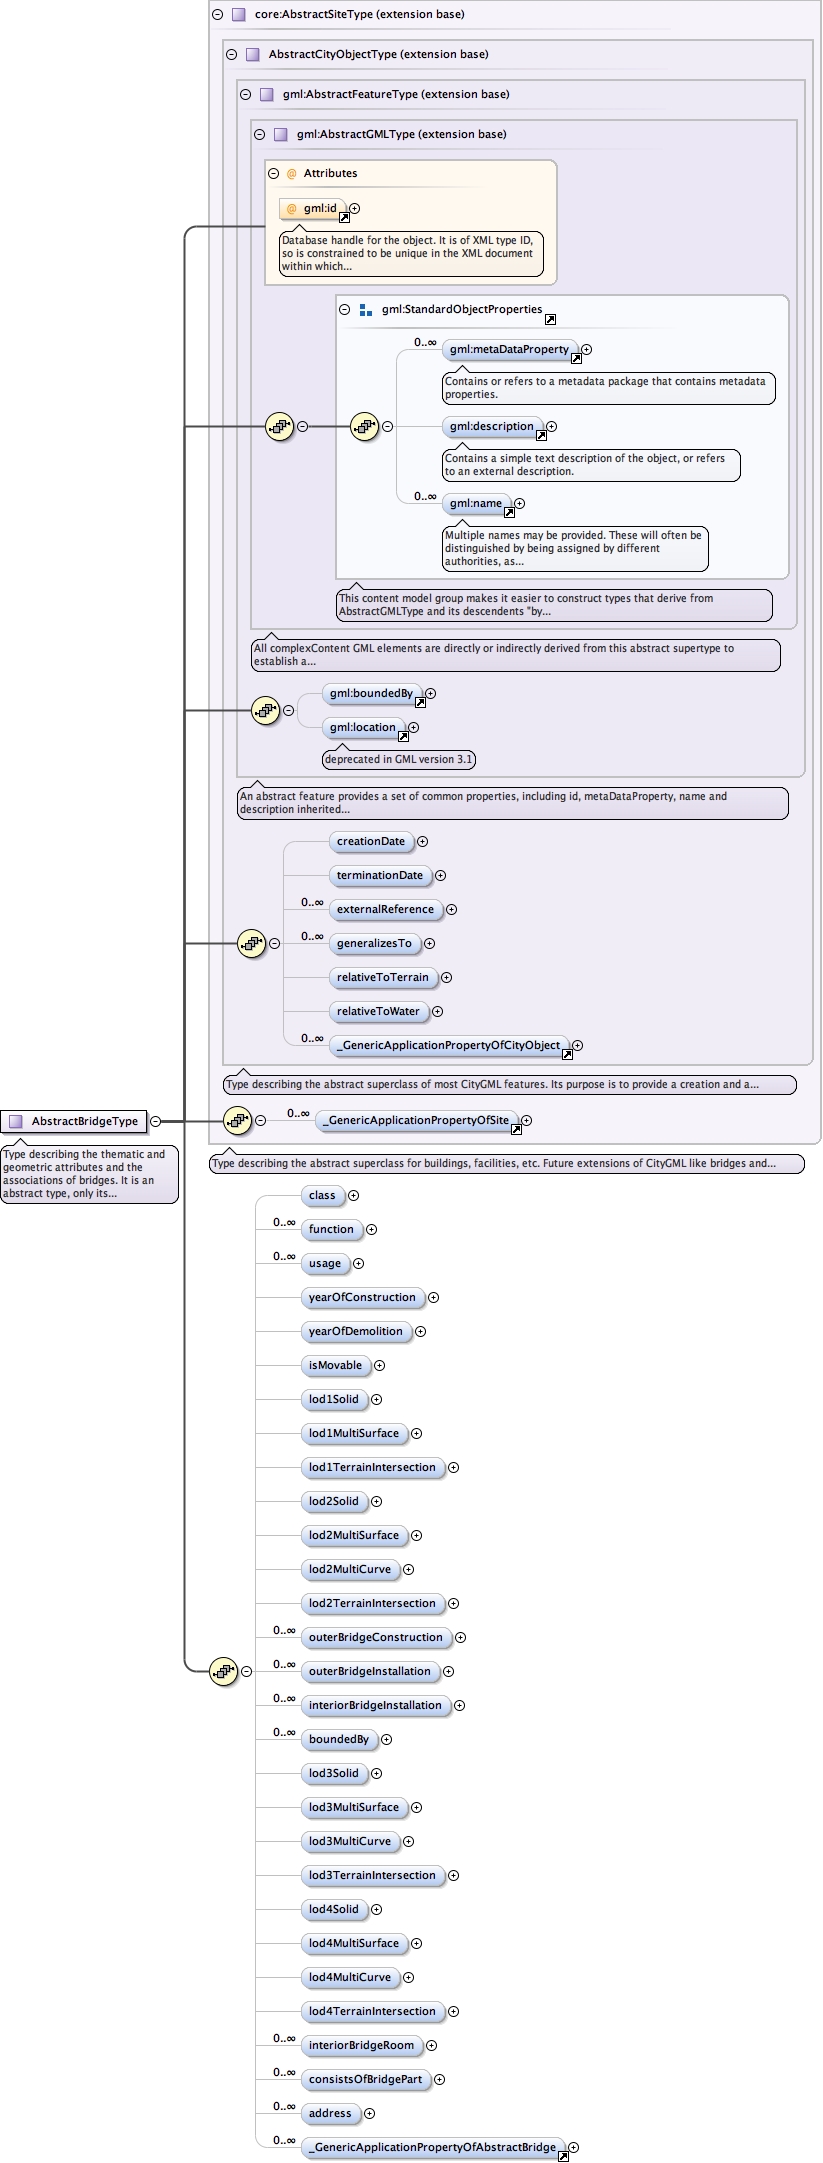 core:AbstractSiteType (extension base)
AbstractCityObjectType (extension base)
gml:AbstractFeatureType (extension base)
gml:AbstractGMLType (extension base)
@ Attributes
@ gml:id
Database handle for the object. It is of XML type ID,
so is constrained to be unique in the XML document
within which...
gml:StandardObjectProperties
0..∞
gml:metaDataProperty
Contains or refers to a metadata package that contains metadata
properties.
gml:description
Contains a simple text description of the object, or refers
to an external description.
0..∞
gml:name
Multiple names may be provided. These will often be
distinguished by being assigned by different
authorities, as...
This content model group makes it easier to construct types that derive from
AbstractGMLType and its descendents "by...
All complexContent GML elements are directly or indirectly derived from this abstract supertype to
establish a...
gml:boundedBy
gml:location
deprecated in GML version 3.1
An abstract feature provides a set of common properties, including id, metaDataProperty, name and
description inherited...
creationDate
terminationDate
0..∞
externalReference
0..∞
generalizesTo
relativeToTerrain
relativeToWater
0..∞
_GenericApplicationPropertyOfCityObject
Type describing the abstract superclass of most CityGML features. Its purpose is to provide a creation and a...
AbstractBridgeType
Type describing the thematic and
geometric attributes and the
associations of bridges. It is an
abstract type, only its...
0..∞
_GenericApplicationPropertyOfSite
Type describing the abstract superclass for buildings, facilities, etc. Future extensions of CityGML like bridges and...
class
0..∞
function
0..∞
usage
yearOfConstruction
yearOfDemolition
isMovable
lod1Solid
lod1MultiSurface
lod1TerrainIntersection
lod2Solid
lod2MultiSurface
lod2MultiCurve
lod2TerrainIntersection
0..∞
outerBridgeConstruction
0..∞
outerBridgeInstallation
0..∞
interiorBridgeInstallation
0..∞
boundedBy
lod3Solid
lod3MultiSurface
lod3MultiCurve
lod3TerrainIntersection
lod4Solid
lod4MultiSurface
lod4MultiCurve
lod4TerrainIntersection
0..∞
interiorBridgeRoom
0..∞
consistsOfBridgePart
0..∞
address
0..∞
_GenericApplicationPropertyOfAbstractBridge